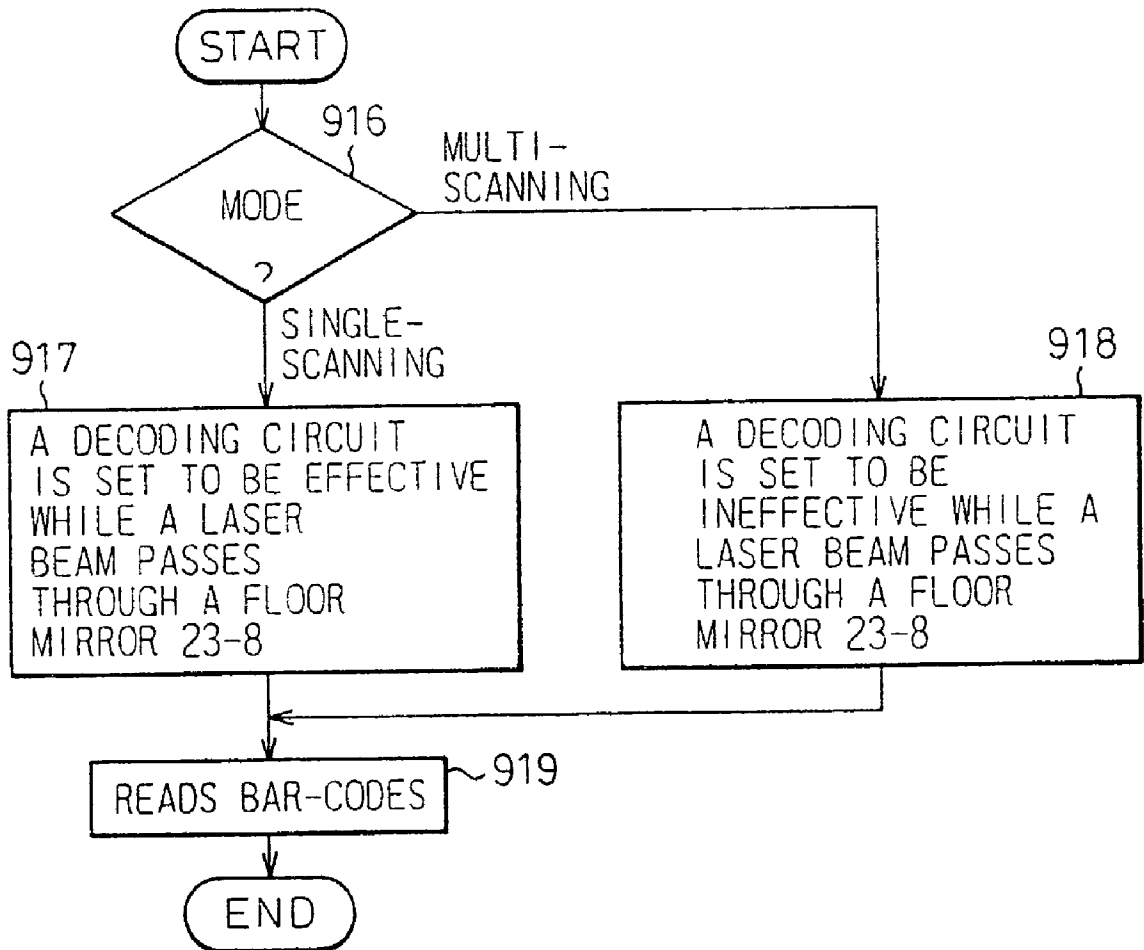 START
916
MULTI-
SCANNING
MODE
?
SINGLE-
SCANNING
917
918
A DECODING CIRCUIT
IS SET TO BE EFFECTIVE
WHILE A LASER
BEAM PASSES
THROUGH A FLOOR
MIRROR 23-8
A DECODING CIRCUIT
IS SET TO BE
INEFFECTIVE WHILE A
LASER BEAM PASSES
THROUGH A FLOOR
MIRROR 23-8
919
READS BAR-CODES
END